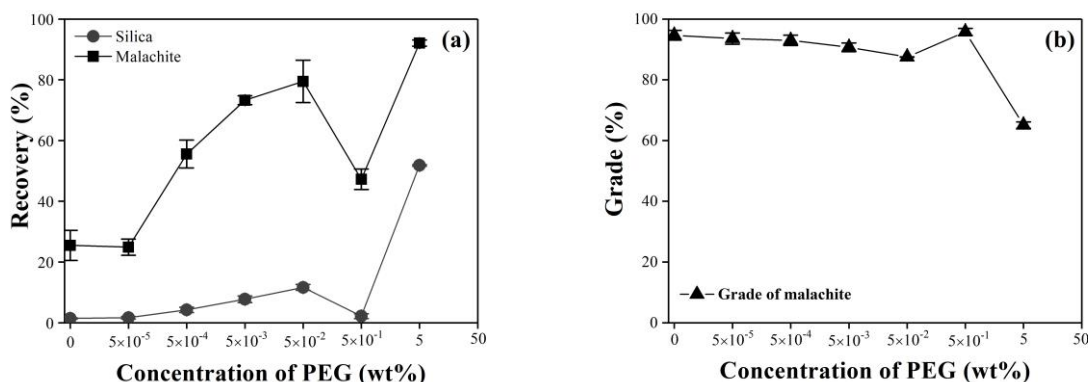 100
80
60
40
20
0
Recovery (%)
Silica
Malachite
(a)
0 5×10⁻⁵ 5×10⁻⁴ 5×10⁻³ 5×10⁻² 5×10⁻¹ 5 50
Concentration of PEG (wt%)
100
80
60
40
20
0
Grade (%)
(b)
Grade of malachite
0 5×10⁻⁵ 5×10⁻⁴ 5×10⁻³ 5×10⁻² 5×10⁻¹ 5 50
Concentration of PEG (wt%)